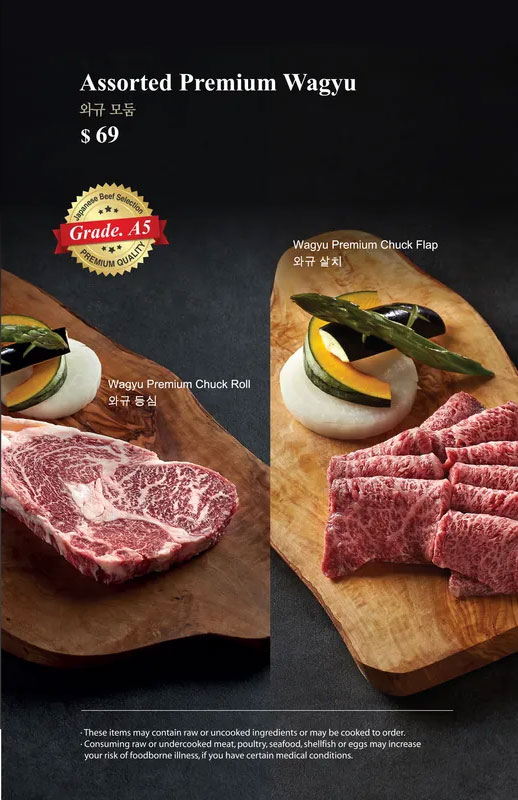 Assorted Premium Wagyu
와규 모둠
$ 69
Japanese Beef Selection
Grade. A5
PREMIUM QUALITY
Wagyu Premium Chuck Flap
와규 살치
Wagyu Premium Chuck Roll
와규 등심
· These items may contain raw or uncooked ingredients or may be cooked to order.
· Consuming raw or undercooked meat, poultry, seafood, shellfish or eggs may increase
your risk of foodborne illness, if you have certain medical conditions.